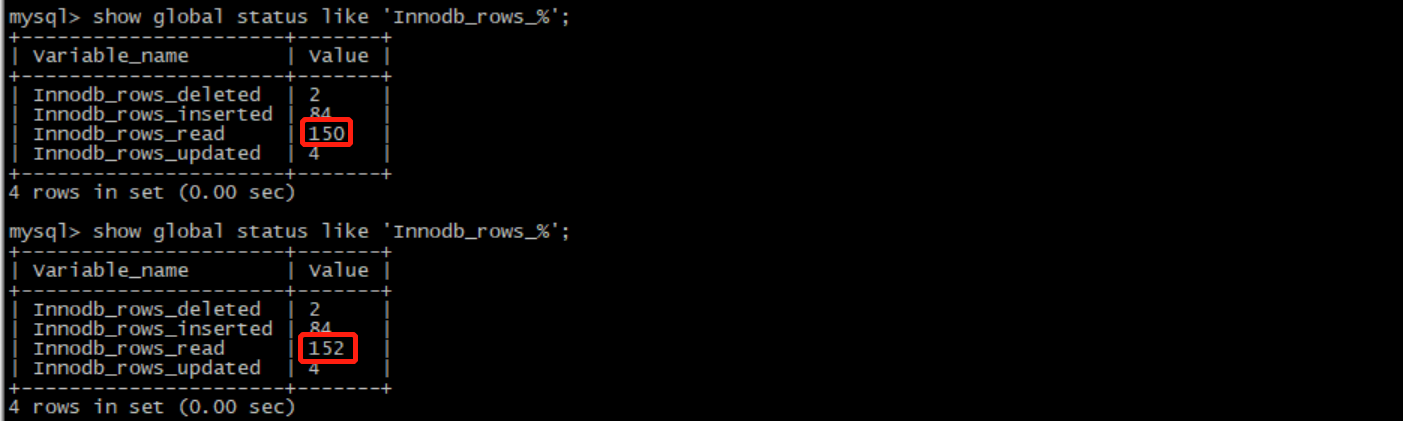 mysql> show global status like 'Innodb_rows_%';
+----------------------+-------+
| Variable_name        | Value |
+----------------------+-------+
| Innodb_rows_deleted  | 2     |
| Innodb_rows_inserted | 84    |
| Innodb_rows_read     | 150   |
| Innodb_rows_updated  | 4     |
+----------------------+-------+
4 rows in set (0.00 sec)
mysql> show global status like 'Innodb_rows_%';
+----------------------+-------+
| Variable_name        | Value |
+----------------------+-------+
| Innodb_rows_deleted  | 2     |
| Innodb_rows_inserted | 84    |
| Innodb_rows_read     | 152   |
| Innodb_rows_updated  | 4     |
+----------------------+-------+
4 rows in set (0.00 sec)